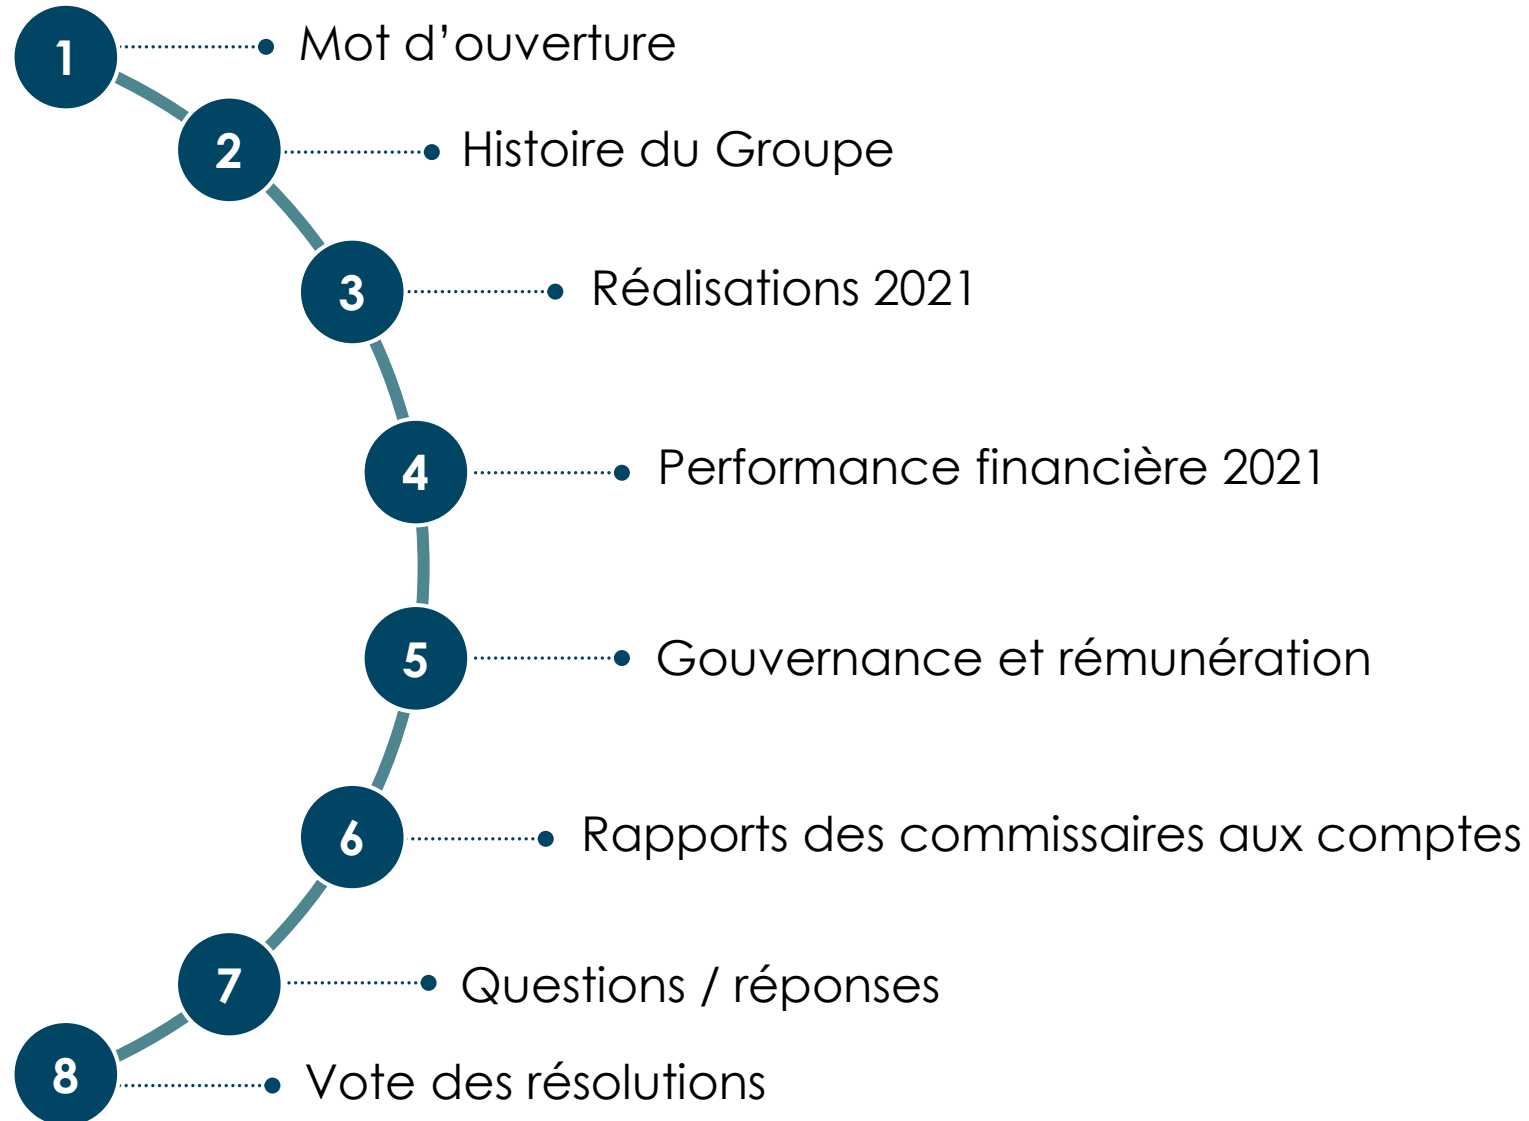 1 Mot d’ouverture
2 Histoire du Groupe
3 Réalisations 2021
4 Performance financière 2021
5 Gouvernance et rémunération
6 Rapports des commissaires aux comptes
7 Questions / réponses
8 Vote des résolutions